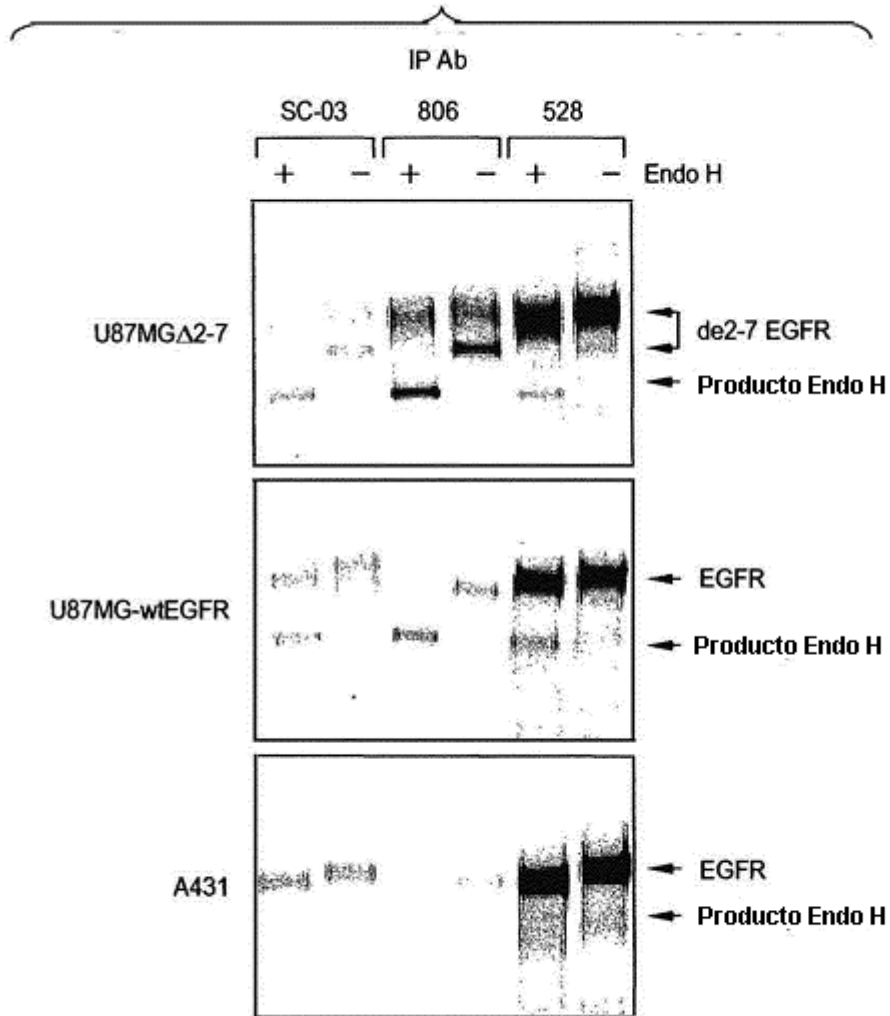 IP Ab
SC-03 806 528
+ − + − + − Endo H
U87MGΔ2-7
de2-7 EGFR
Producto Endo H
U87MG-wtEGFR
EGFR
Producto Endo H
A431
EGFR
Producto Endo H